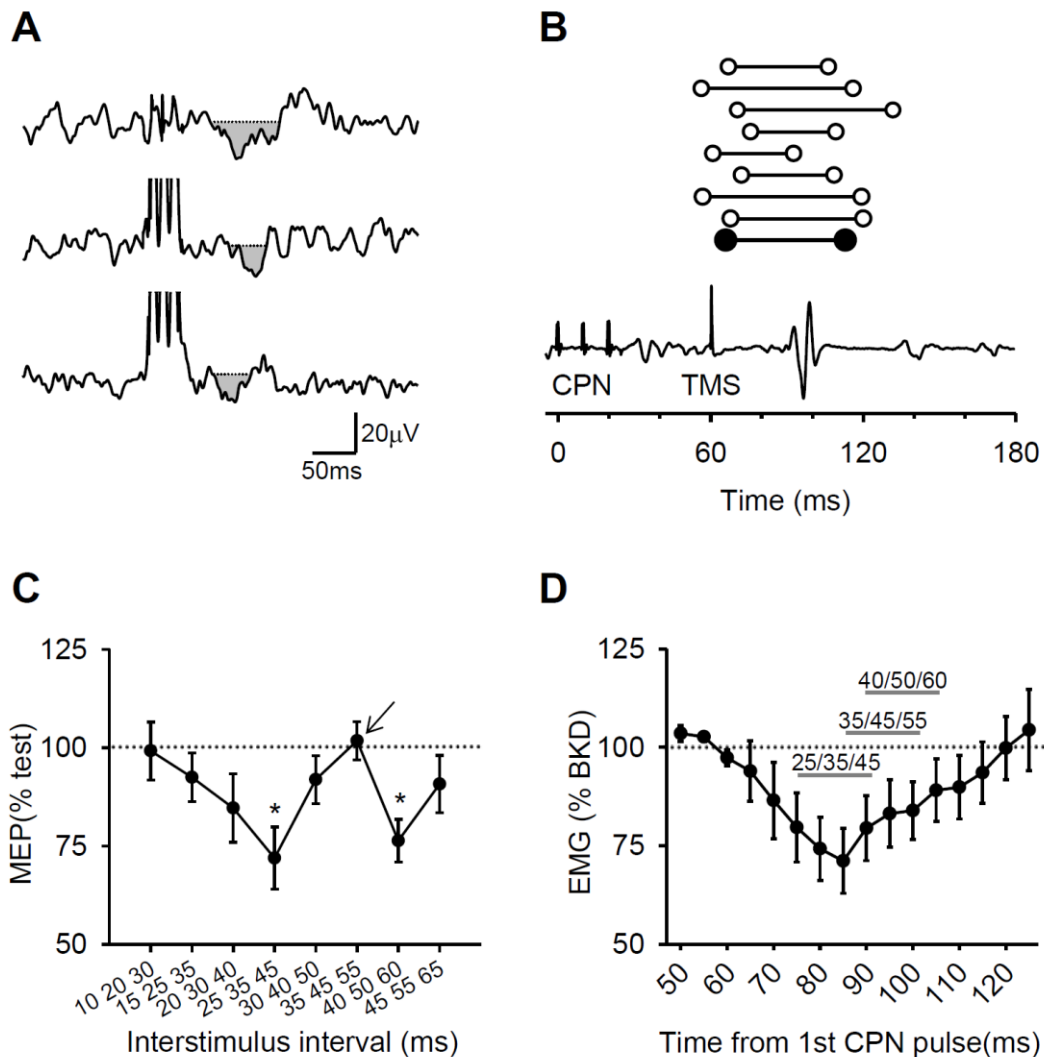 A
20μV
50ms
B
CPN
TMS
0
60
120
180
Time (ms)
C
125
100
75
50
MEP(% test)
*
*
10 20 30
15 25 35
20 30 40
25 35 45
30 40 50
35 45 55
40 50 60
45 55 65
Interstimulus interval (ms)
D
125
100
75
50
EMG (% BKD)
40/50/60
35/45/55
25/35/45
50
60
70
80
90
100
110
120
Time from 1st CPN pulse(ms)